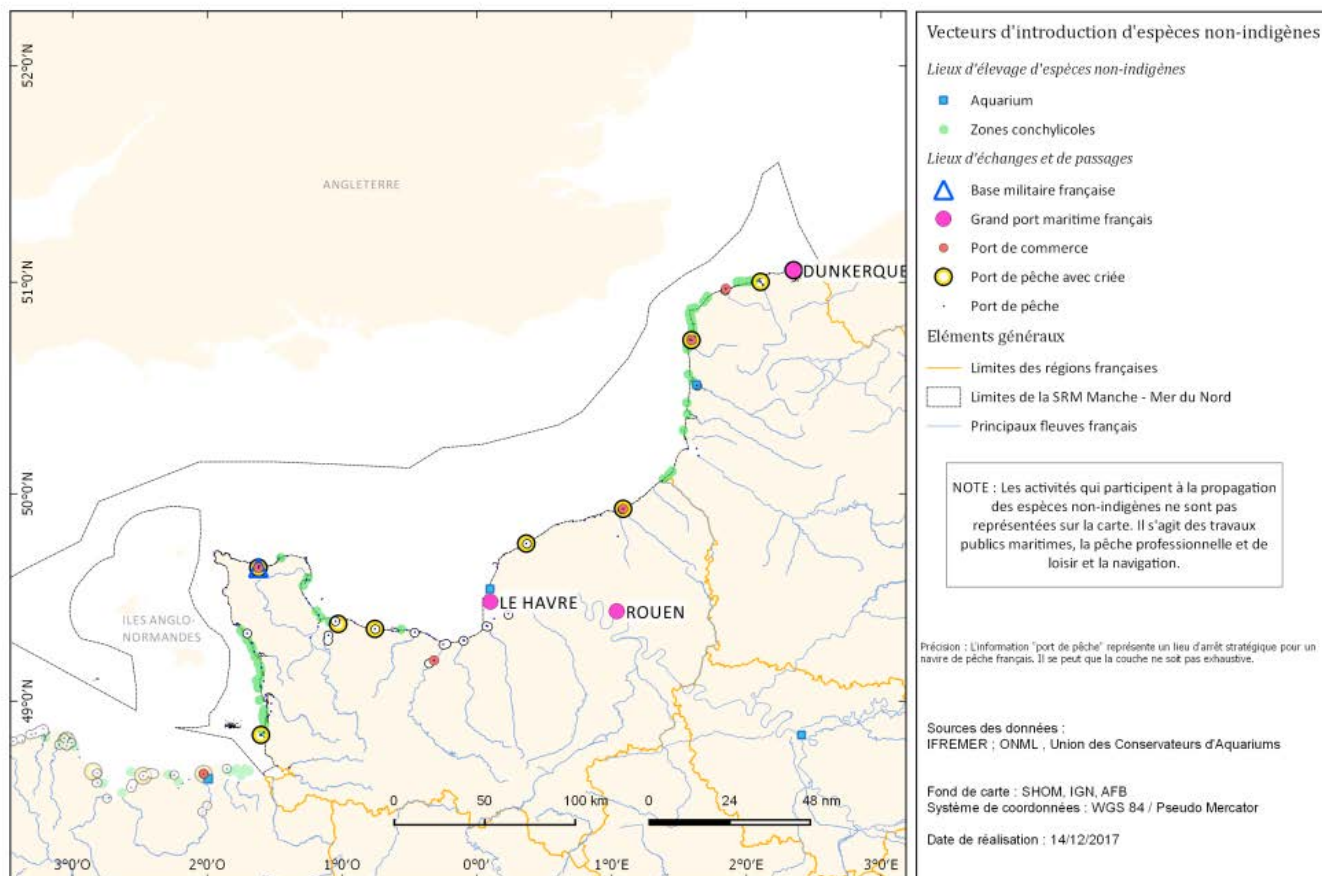 52°0'N
51°0'N
50°0'N
49°0'N
ANGLETERRE
DUNKERQUE
LE HAVRE
ROUEN
ILES ANGLO-
NORMANDES
0 50 100 km
0 24 48 nm
3°0'O 2°0'O 1°0'O 0°0'E 1°0'E 2°0'E 3°0'E
Vecteurs d'introduction d'espèces non-indigènes
Lieux d'élevage d'espèces non-indigènes
Aquarium
Zones conchylicoles
Lieux d'échanges et de passages
Base militaire française
Grand port maritime français
Port de commerce
Port de pêche avec criée
Port de pêche
Eléments généraux
Limites des régions françaises
Limites de la SRM Manche - Mer du Nord
Principaux fleuves français
NOTE : Les activités qui participent à la propagation
des espèces non-indigènes ne sont pas
représentées sur la carte. Il s'agit des travaux
publics maritimes, la pêche professionnelle et de
loisir et la navigation.
Précision : L'information "port de pêche" représente un lieu d'arrêt stratégique pour un
navire de pêche français. Il se peut que la couche ne soit pas exhaustive.
Sources des données :
IFREMER ; ONML , Union des Conservateurs d'Aquariums
Fond de carte : SHOM, IGN, AFB
Système de coordonnées : WGS 84 / Pseudo Mercator
Date de réalisation : 14/12/2017